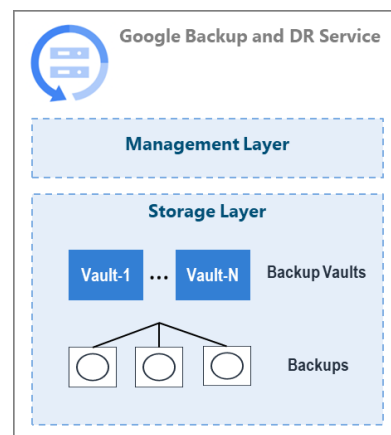 Google Backup and DR Service
Management Layer
Storage Layer
Vault-1 ... Vault-N Backup Vaults
Backups